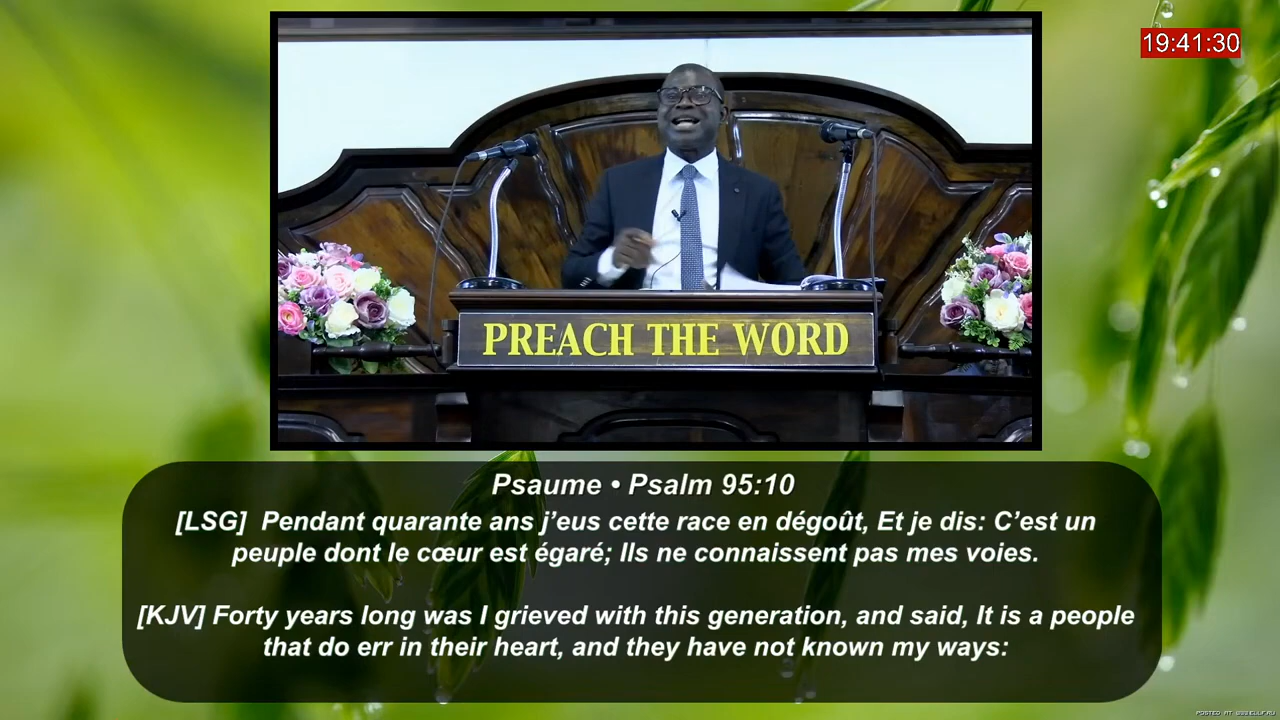 19:41:30
PREACH THE WORD
Psaume • Psalm 95:10
[LSG] Pendant quarante ans j’eus cette race en dégoût, Et je dis: C’est un
peuple dont le cœur est égaré; Ils ne connaissent pas mes voies.
[KJV] Forty years long was I grieved with this generation, and said, It is a people
that do err in their heart, and they have not known my ways: